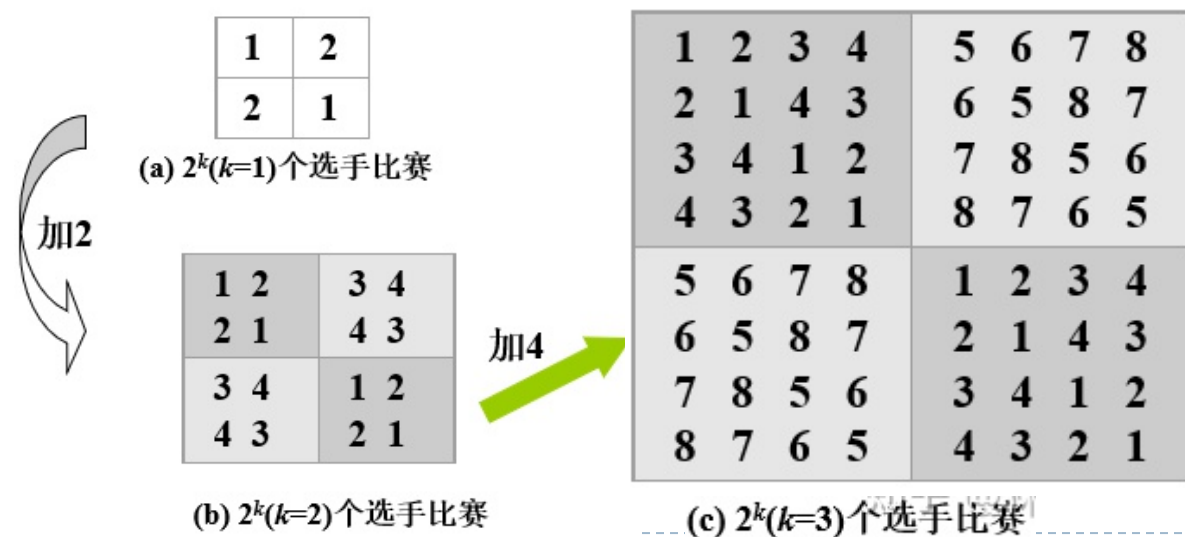 1 2
2 1
(a) 2ᵏ(k=1)个选手比赛
加2
1 2 3 4
2 1 4 3
3 4 1 2
4 3 2 1
(b) 2ᵏ(k=2)个选手比赛
加4
1 2 3 4 5 6 7 8
2 1 4 3 6 5 8 7
3 4 1 2 7 8 5 6
4 3 2 1 8 7 6 5
5 6 7 8 1 2 3 4
6 5 8 7 2 1 4 3
7 8 5 6 3 4 1 2
8 7 6 5 4 3 2 1
(c) 2ᵏ(k=3)个选手比赛